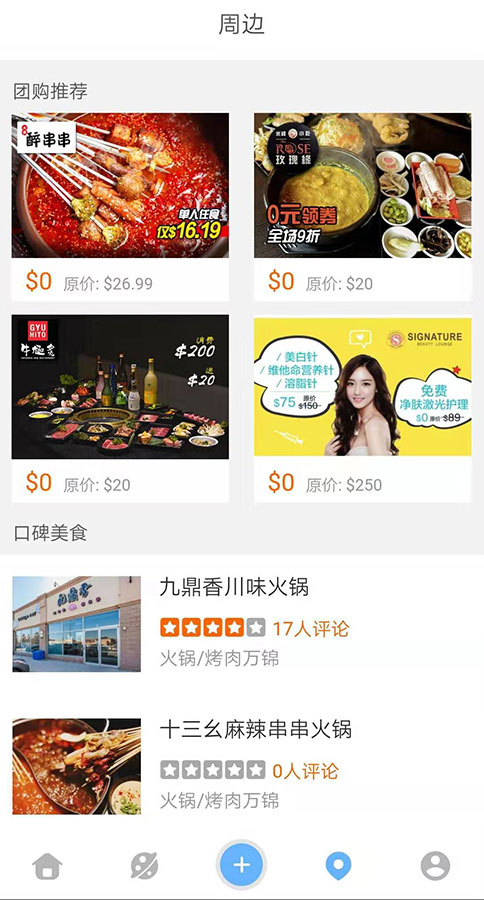 周边
团购推荐
8
醉串串
单人任食
仅$16.19
$0 原价: $26.99
黑椒小乾
ROSE
玫瑰缘
0元领券
全场9折
$0 原价: $20
GYU
HITO
牛炙
消费
$200
送
$20
$0 原价: $20
SIGNATURE
BEAUTY LOUNGE
/ 美白针
/ 维他命营养针
/ 溶脂针
$75 原价
$150
免费
净肤激光护理
$0 原价 $89
$0 原价: $250
口碑美食
九鼎香川味火锅
17人评论
火锅/烤肉万锦
十三幺麻辣串串火锅
0人评论
火锅/烤肉万锦